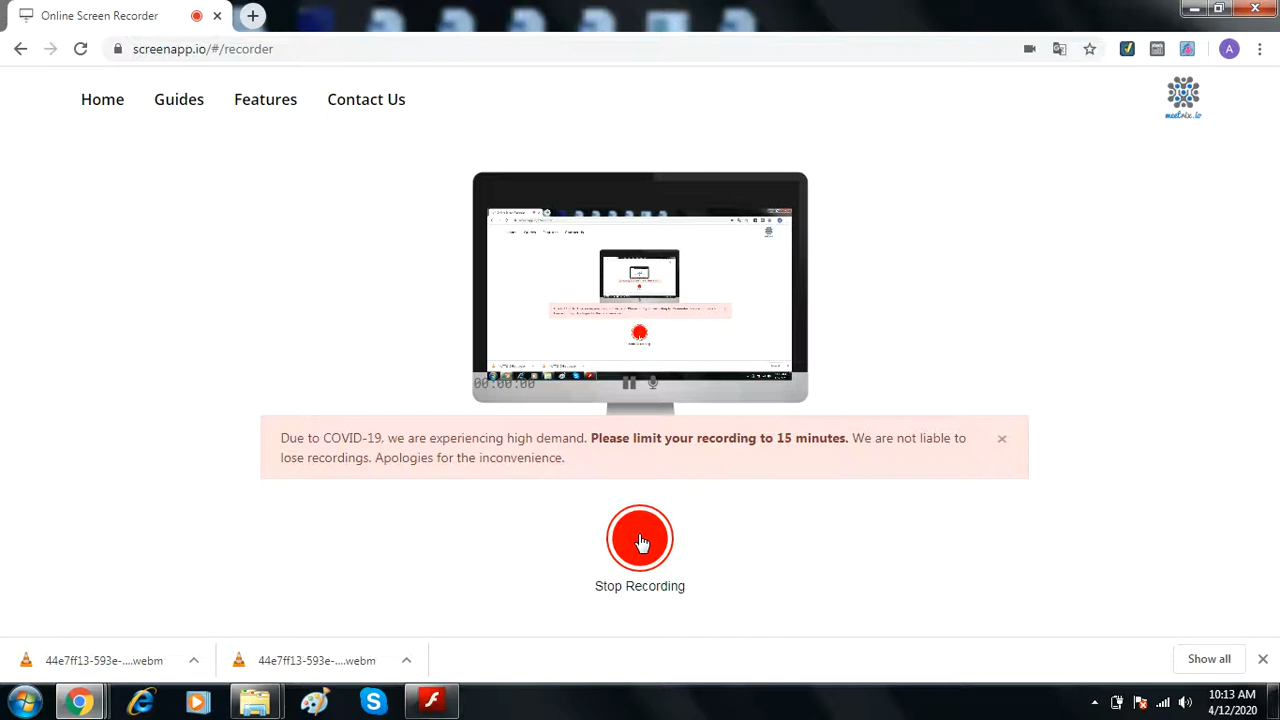 Online Screen Recorder
screenapp.io/#/recorder
A
Home Guides Features Contact Us
meetrix.io
00:00:00
Due to COVID-19, we are experiencing high demand. Please limit your recording to 15 minutes. We are not liable to
lose recordings. Apologies for the inconvenience.
Stop Recording
44e7ff13-593e-....webm 44e7ff13-593e-....webm Show all
10:13 AM
4/12/2020